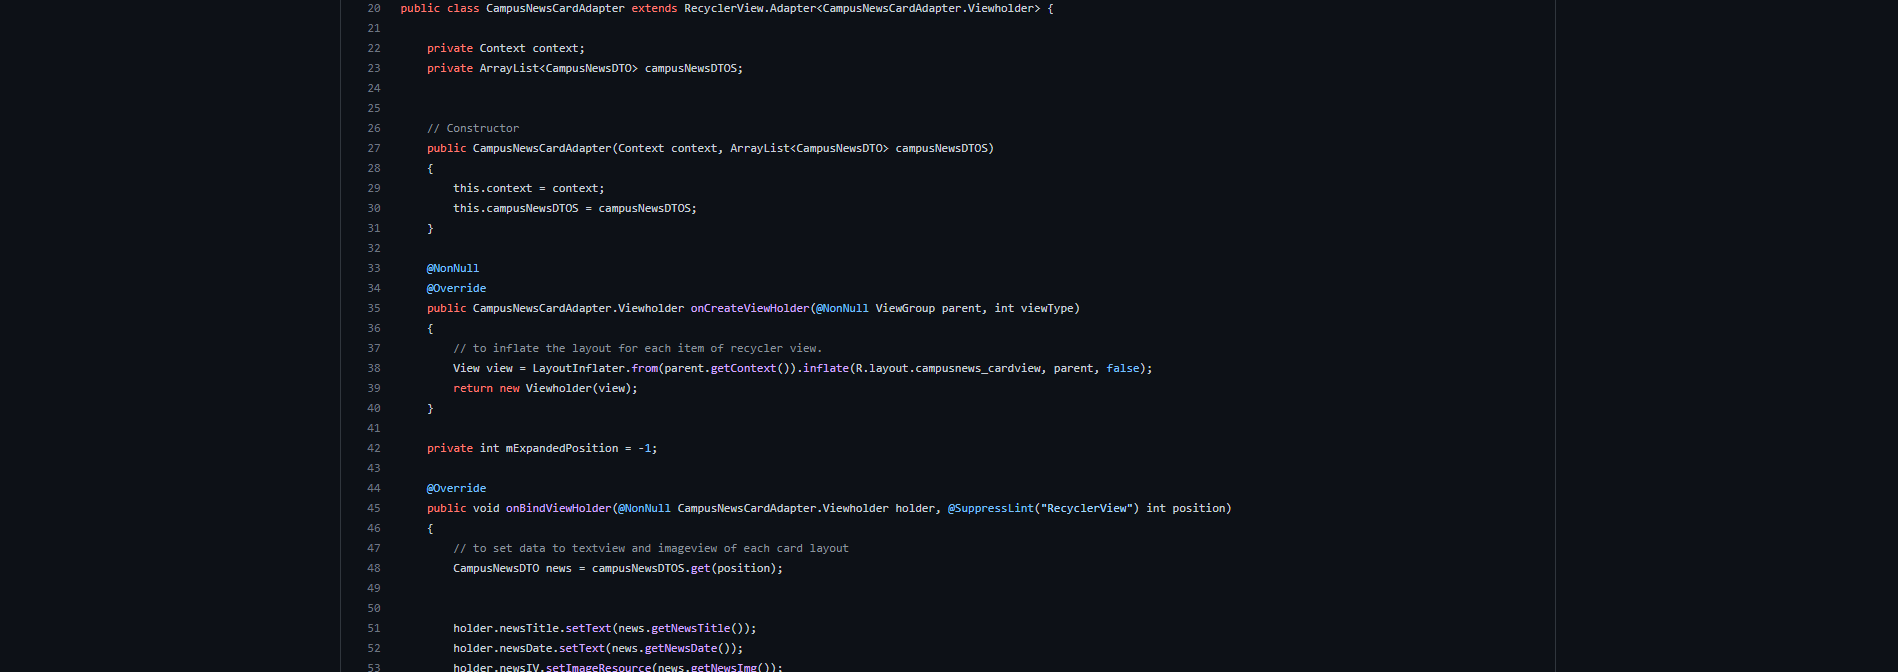 20 public class CampusNewsCardAdapter extends RecyclerView.Adapter<CampusNewsCardAdapter.Viewholder> {
21
22     private Context context;
23     private ArrayList<CampusNewsDTO> campusNewsDTOS;
24
25
26     // Constructor
27     public CampusNewsCardAdapter(Context context, ArrayList<CampusNewsDTO> campusNewsDTOS)
28     {
29         this.context = context;
30         this.campusNewsDTOS = campusNewsDTOS;
31     }
32
33     @NonNull
34     @Override
35     public CampusNewsCardAdapter.Viewholder onCreateViewHolder(@NonNull ViewGroup parent, int viewType)
36     {
37         // to inflate the layout for each item of recycler view.
38         View view = LayoutInflater.from(parent.getContext()).inflate(R.layout.campusnews_cardview, parent, false);
39         return new Viewholder(view);
40     }
41
42     private int mExpandedPosition = -1;
43
44     @Override
45     public void onBindViewHolder(@NonNull CampusNewsCardAdapter.Viewholder holder, @SuppressLint("RecyclerView") int position)
46     {
47         // to set data to textview and imageview of each card layout
48         CampusNewsDTO news = campusNewsDTOS.get(position);
49
50
51         holder.newsTitle.setText(news.getNewsTitle());
52         holder.newsDate.setText(news.getNewsDate());
53         holder.newsIV.setImageResource(news.getNewsImg());